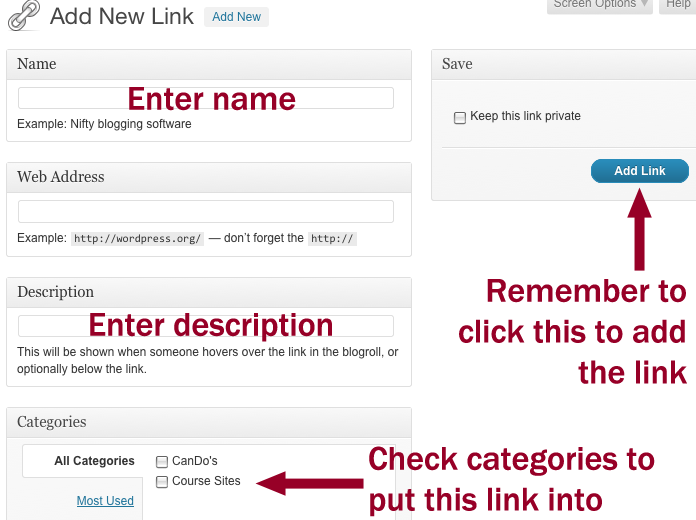 Add New Link
Add New
Screen Options
Help
Name
Enter name
Example: Nifty blogging software
Web Address
Example: http://wordpress.org/ — don't forget the http://
Description
Enter description
This will be shown when someone hovers over the link in the blogroll, or
optionally below the link.
Categories
All Categories
Most Used
CanDo's
Course Sites
Check categories to
put this link into
Save
Keep this link private
Add Link
Remember to
click this to add
the link